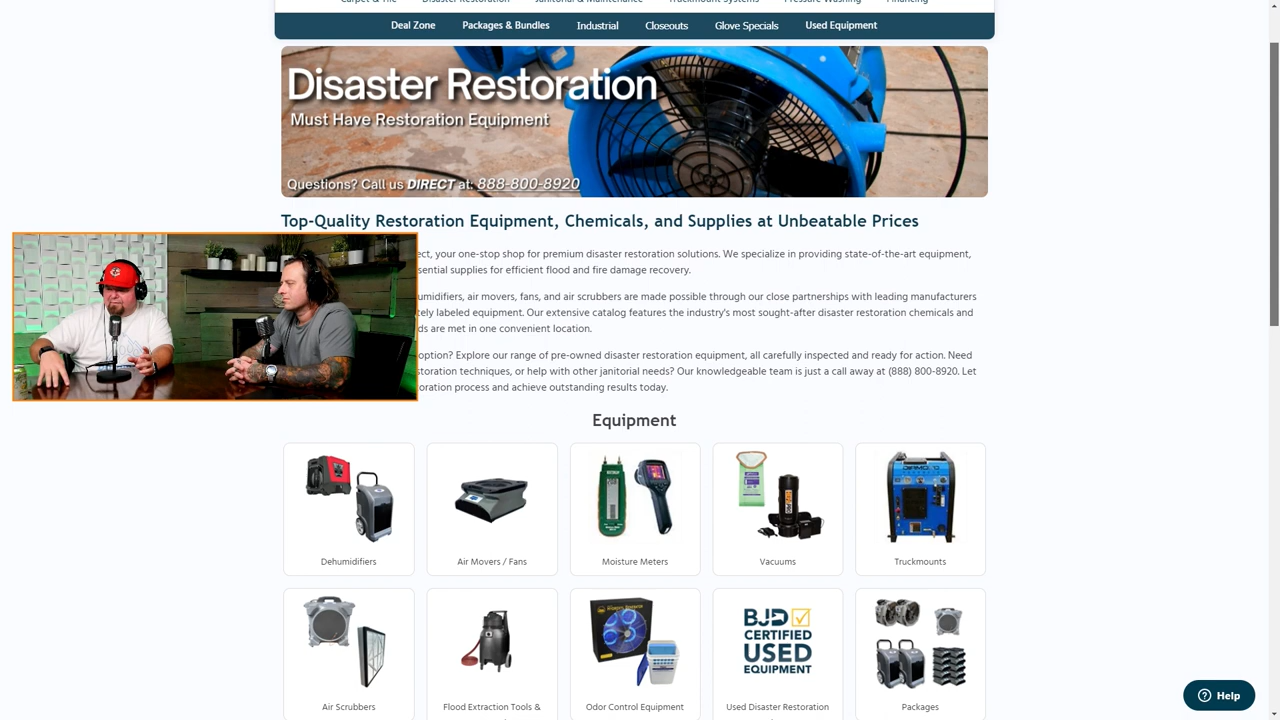 Deal Zone Packages & Bundles Industrial Closeouts Glove Specials Used Equipment
Disaster Restoration
Must Have Restoration Equipment
Questions? Call us DIRECT at: 888-800-8920
Top-Quality Restoration Equipment, Chemicals, and Supplies at Unbeatable Prices
your one-stop shop for premium disaster restoration solutions. We specialize in providing state-of-the-art equipment,
supplies for efficient flood and fire damage recovery.
air movers, fans, and air scrubbers are made possible through our close partnerships with leading manufacturers
labeled equipment. Our extensive catalog features the industry's most sought-after disaster restoration chemicals and
are met in one convenient location.
option? Explore our range of pre-owned disaster restoration equipment, all carefully inspected and ready for action. Need
techniques, or help with other janitorial needs? Our knowledgeable team is just a call away at (888) 800-8920. Let
process and achieve outstanding results today.
Equipment
Dehumidifiers
Air Movers / Fans
Moisture Meters
Vacuums
Truckmounts
BJD
CERTIFIED
USED
EQUIPMENT
Air Scrubbers
Flood Extraction Tools &
Odor Control Equipment
Used Disaster Restoration
Packages
Help